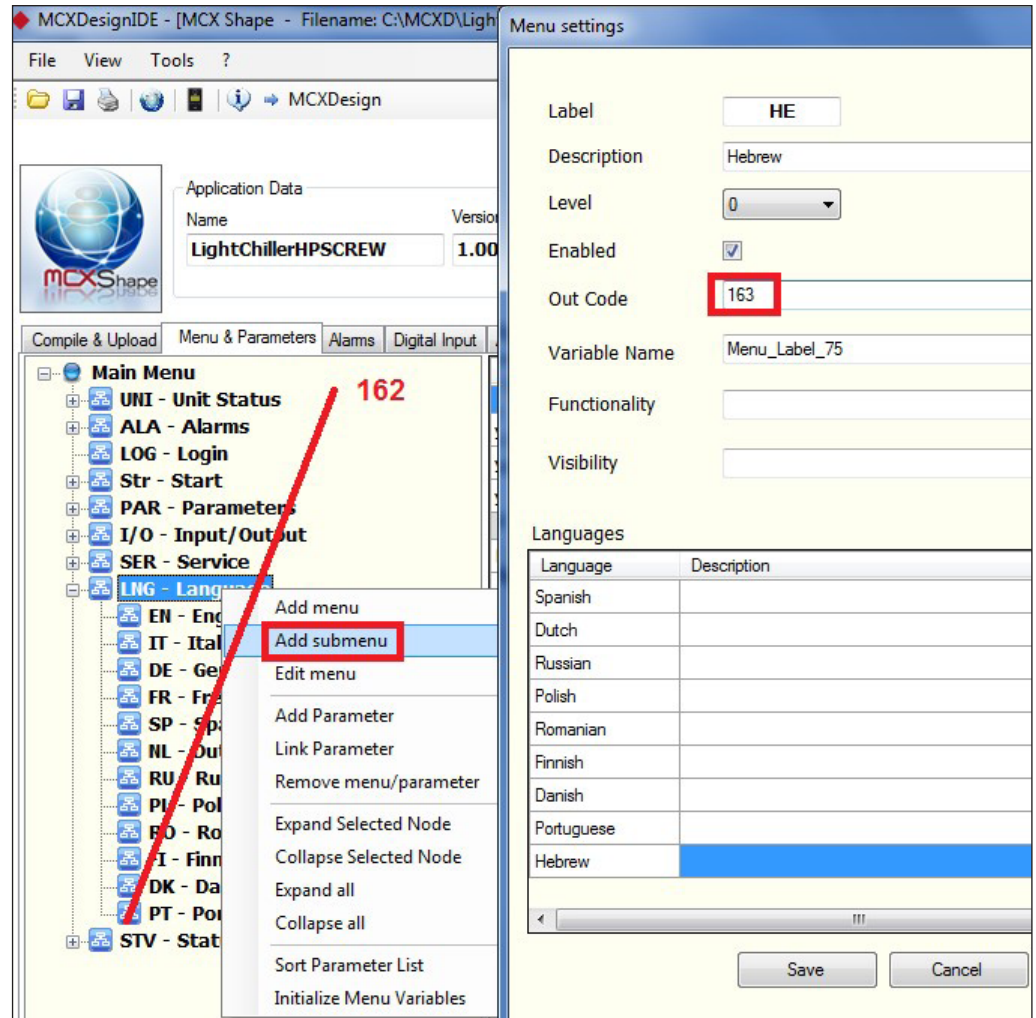 MCXDesignIDE - [MCX Shape - Filename: C:\MCXD\Ligh
File View Tools ?
MCXDesign
MCXShape
Application Data
Name
Version
LightChillerHPSCREW
1.00
Compile & Upload
Menu & Parameters
Alarms
Digital Input
Main Menu
UNI - Unit Status
ALA - Alarms
LOG - Login
Str - Start
PAR - Parameters
I/O - Input/Output
SER - Service
LNG - Language
EN - Eng
IT - Ital
DE - Ge
FR - Fre
SP - Spa
NL - Dut
RU - Ru
PL - Pol
RO - Ro
FI - Finn
DK - Da
PT - Por
STV - Stat
162
Add menu
Add submenu
Edit menu
Add Parameter
Link Parameter
Remove menu/parameter
Expand Selected Node
Collapse Selected Node
Expand all
Collapse all
Sort Parameter List
Initialize Menu Variables
Menu settings
Label HE
Description Hebrew
Level 0
Enabled
Out Code 163
Variable Name Menu_Label_75
Functionality
Visibility
Languages
Language Description
Spanish
Dutch
Russian
Polish
Romanian
Finnish
Danish
Portuguese
Hebrew
Save Cancel